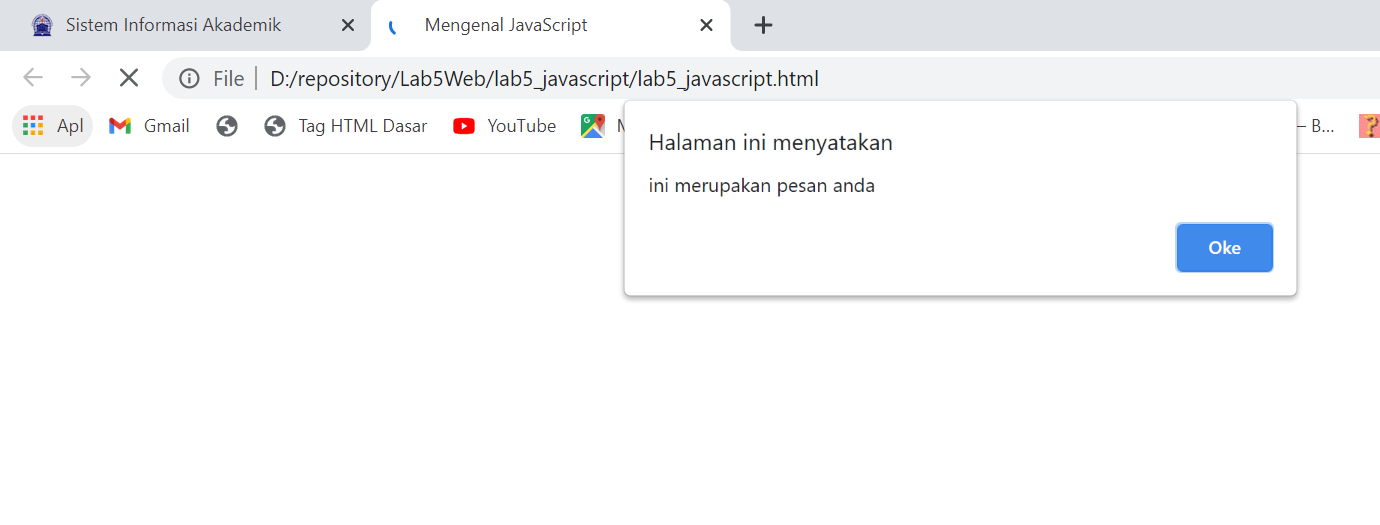 Sistem Informasi Akademik
Mengenal JavaScript
File D:/repository/Lab5Web/lab5_javascript/lab5_javascript.html
Apl Gmail Tag HTML Dasar YouTube – B...
Halaman ini menyatakan
ini merupakan pesan anda
Oke